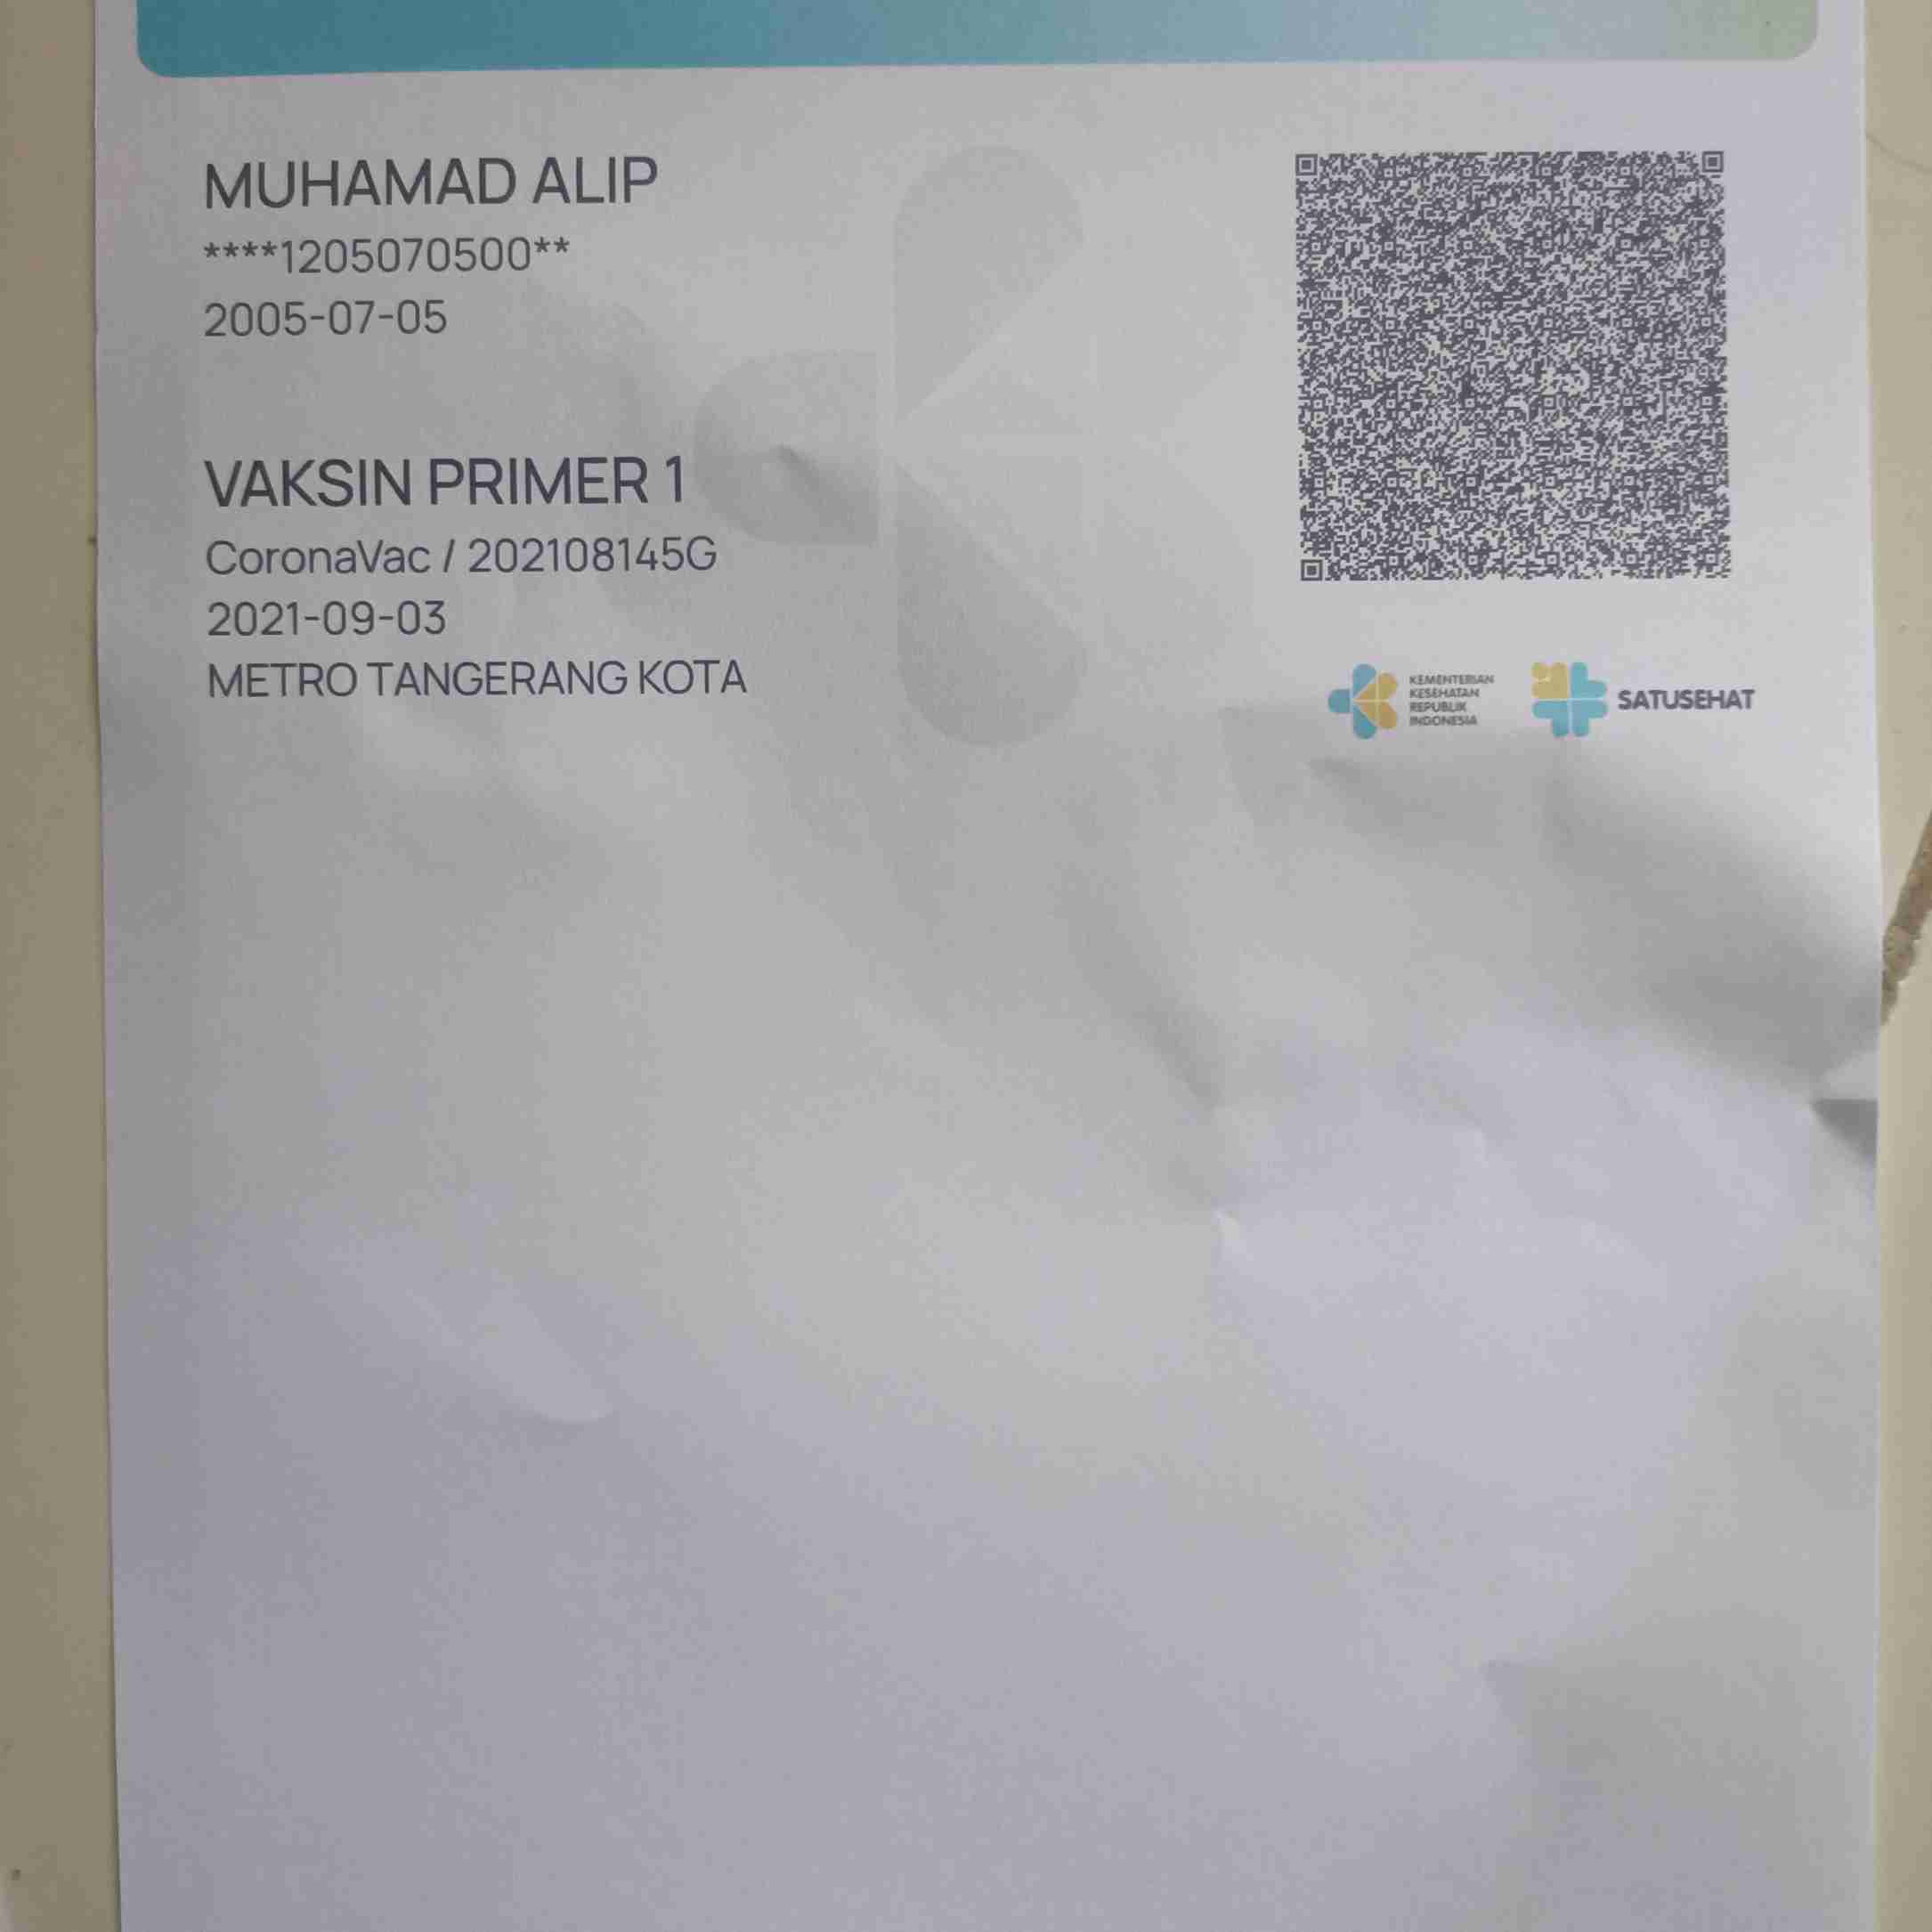 MUHAMAD ALIP
****1205070500**
2005-07-05
VAKSIN PRIMER 1
CoronaVac / 202108145G
2021-09-03
METRO TANGERANG KOTA
KEMENTERIAN
KESEHATAN
REPUBLIK
INDONESIA
SATUSEHAT